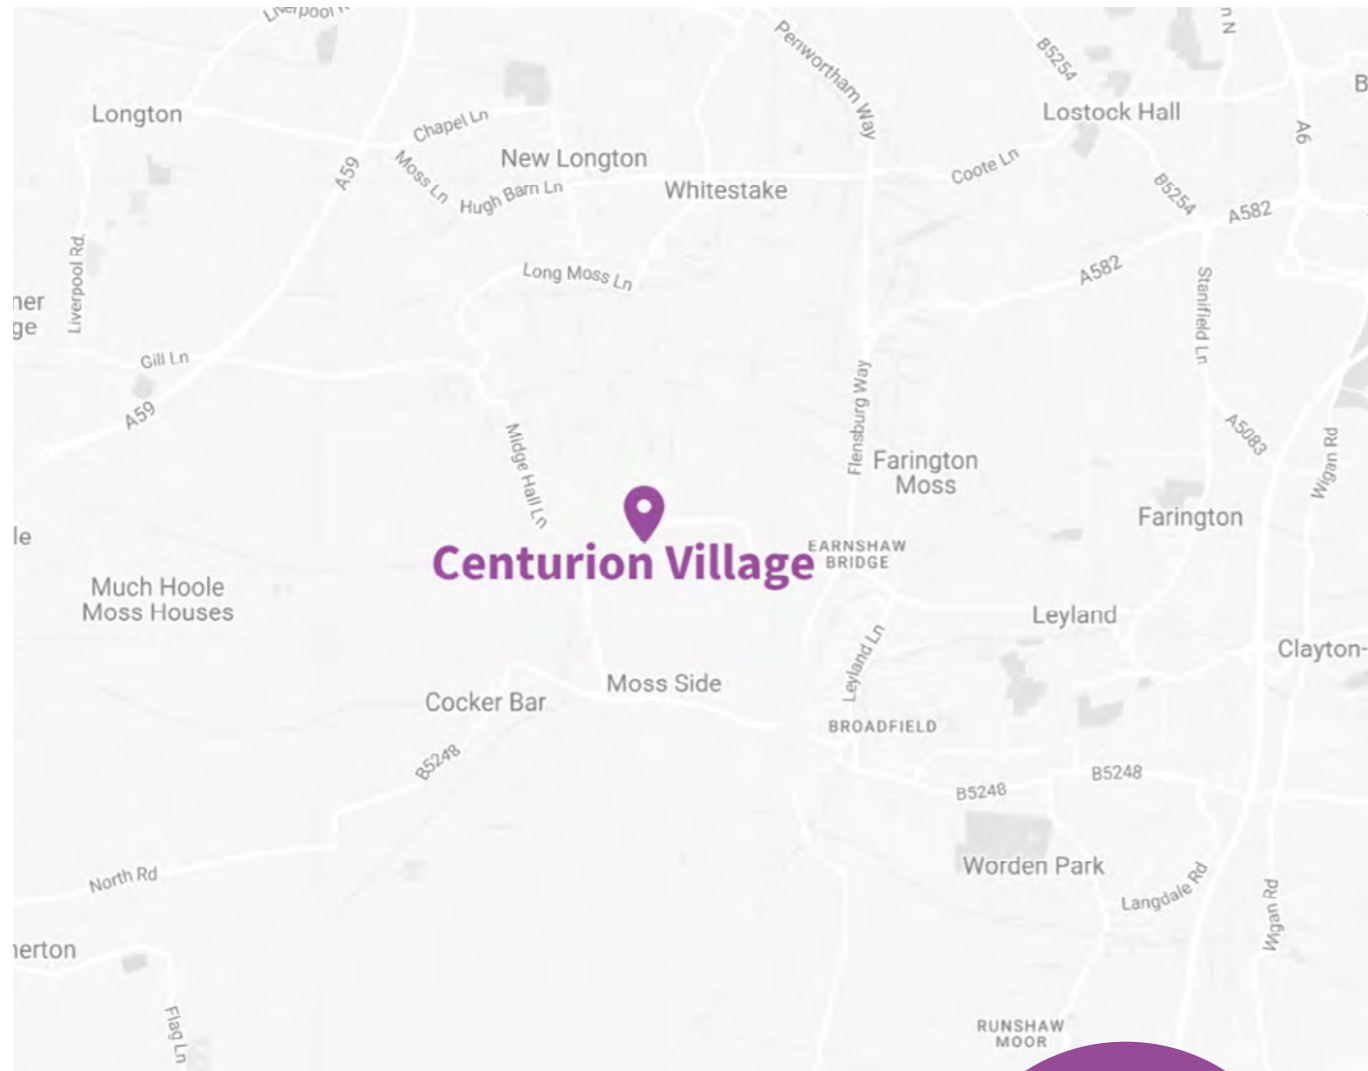 Penwortham Way
B5254
Longton
Chapel Ln
Lostock Hall
A6
A59
Moss Ln
New Longton
Hugh Barn Ln
Whitestake
Coote Ln
B5254
A582
Liverpool Rd
Long Moss Ln
A582
Stanifield Ln
Gill Ln
A59
Flensburg Way
Midge Hall Ln
Farington
Moss
A5083
Wigan Rd
Farington
Centurion Village
EARNSHAW
BRIDGE
Much Hoole
Moss Houses
Leyland
Leyland Ln
Clayton-
Cocker Bar
Moss Side
BROADFIELD
B5248
B5248
B5248
Worden Park
North Rd
Langdale Rd
Wigan Rd
Flag Ln
RUNSHAW
MOOR